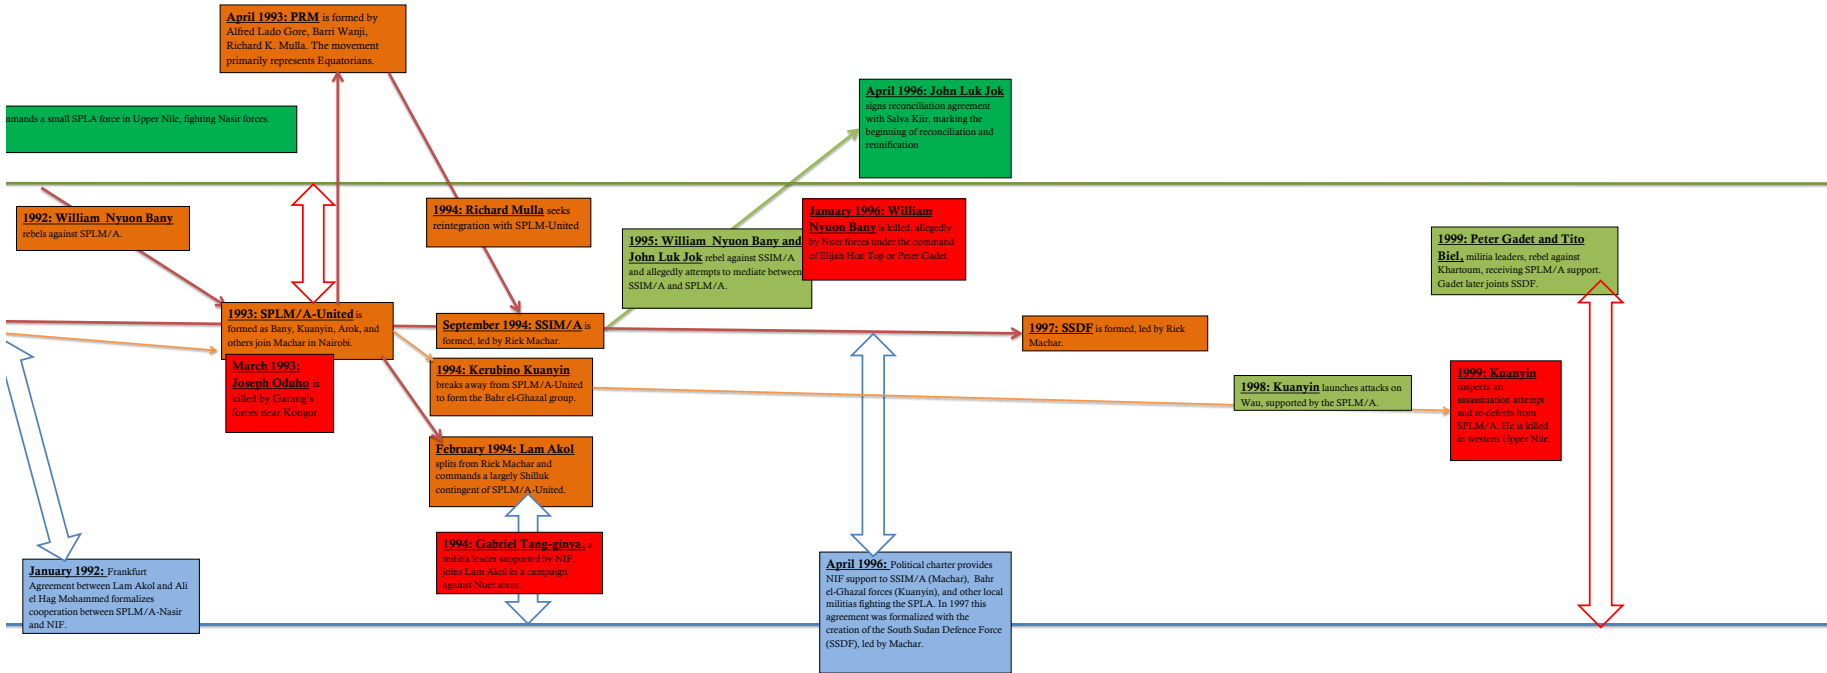 April 1993: PRM is formed by
Alfred Lado Gore, Barri Wanji,
Richard K. Mulla. The movement
primarily represents Equatorians.
mmands a small SPLA force in Upper Nile, fighting Nasir forces.
April 1996: John Luk Jok
signs reconciliation agreement
with Salva Kiir, marking the
beginning of reconciliation and
reunification
1992: William Nyuon Bany
rebels against SPLM/A.
1994: Richard Mulla seeks
reintegration with SPLM-United
1995: William Nyuon Bany and
John Luk Jok rebel against SSIM/A
and allegedly attempts to mediate between
SSIM/A and SPLM/A.
January 1996: William
Nyuon Bany is killed, allegedly
by Nuer forces under the command
of Elijah Hon Top or Peter Gadet.
1999: Peter Gadet and Tito
Biel, militia leaders, rebel against
Khartoum, receiving SPLM/A support.
Gadet later joints SSDF.
1993: SPLM/A-United is
formed as Bany, Kuanyin, Arok, and
others join Machar in Nairobi.
March 1993:
Joseph Oduho is
killed by Garang's
forces near Kongor.
September 1994: SSIM/A is
formed, led by Riek Machar.
1997: SSDF is formed, led by Riek
Machar.
1994: Kerubino Kuanyin
breaks away from SPLM/A-United
to form the Bahr el-Ghazal group.
1998: Kuanyin launches attacks on
Wau, supported by the SPLM/A.
1999: Kuanyin
suspects an
assassination attempt
and re-defects from
SPLM/A. He is killed
in western Upper Nile.
February 1994: Lam Akol
splits from Riek Machar and
commands a largely Shilluk
contingent of SPLM/A-United.
1994: Gabriel Tang-ginya, a
militia leader supported by NIF,
joins Lam Akol in a campaign
against Nuer areas.
January 1992: Frankfurt
Agreement between Lam Akol and Ali
el Hag Mohammed formalizes
cooperation between SPLM/A-Nasir
and NIF.
April 1996: Political charter provides
NIF support to SSIM/A (Machar), Bahr
el-Ghazal forces (Kuanyin), and other local
militias fighting the SPLA. In 1997 this
agreement was formalized with the
creation of the South Sudan Defence Force
(SSDF), led by Machar.